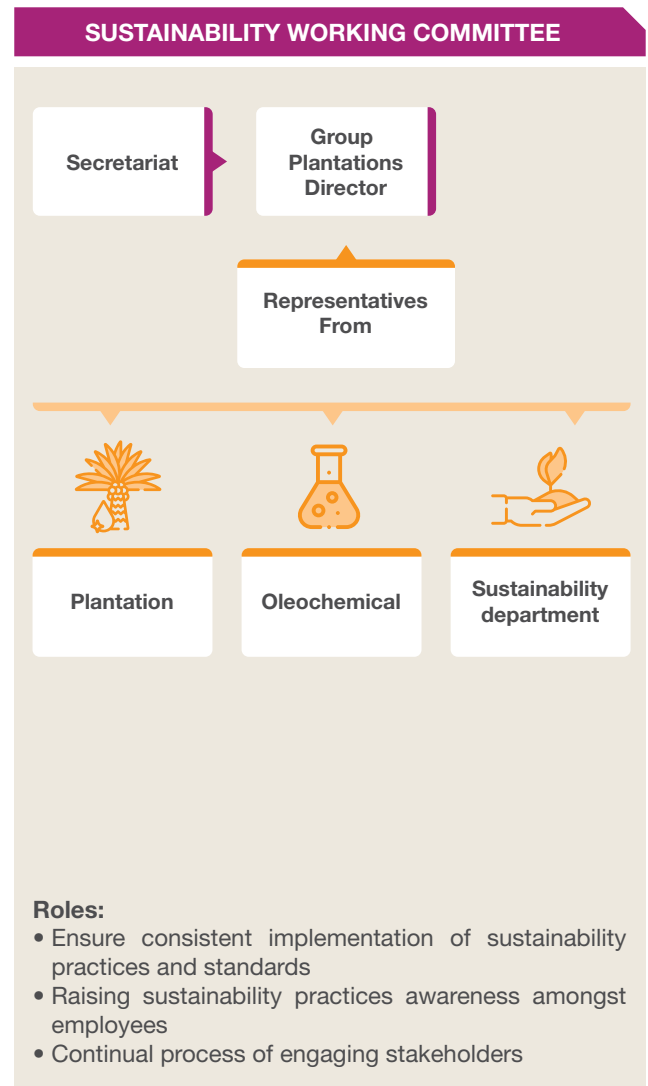 SUSTAINABILITY WORKING COMMITTEE
Secretariat
Group
Plantations
Director
Representatives
From
Plantation
Oleochemical
Sustainability
department
Roles:
• Ensure consistent implementation of sustainability
practices and standards
• Raising sustainability practices awareness amongst
employees
• Continual process of engaging stakeholders